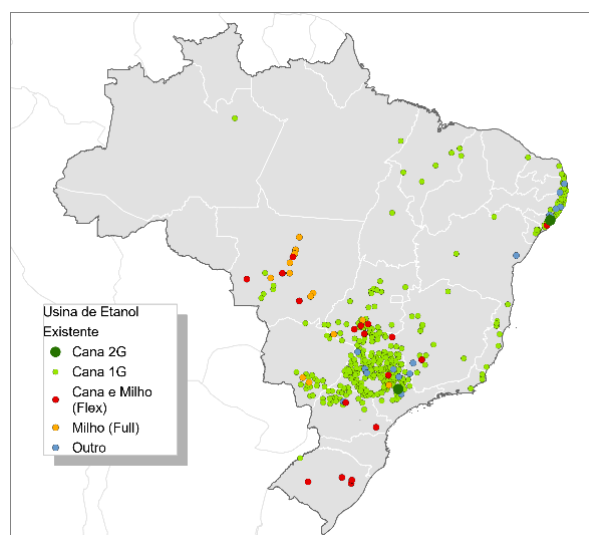 Usina de Etanol
Existente
Cana 2G
Cana 1G
Cana e Milho
(Flex)
Milho (Full)
Outro